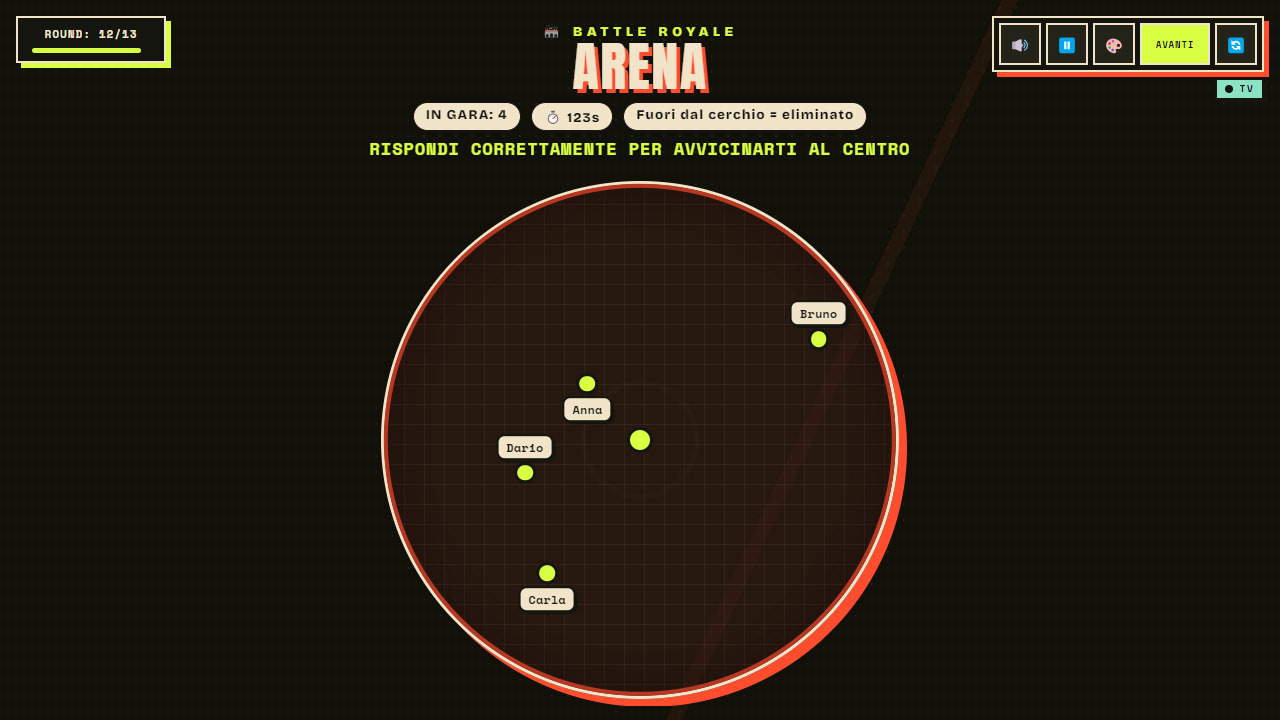 ROUND: 12/13
BATTLE ROYALE
ARENA
AVANTI
TV
IN GARA: 4
123s
Fuori dal cerchio = eliminato
RISPONDI CORRETTAMENTE PER AVVICINARTI AL CENTRO
Bruno
Anna
Dario
Carla